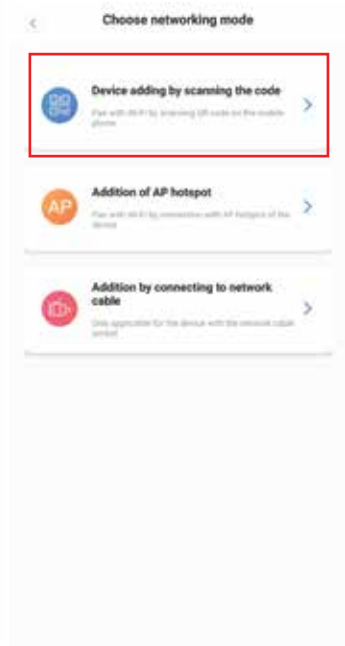 Choose networking mode
Device adding by scanning the code
Pair with Wi-Fi by scanning QR code on the mobile
phone
AP
Addition of AP hotspot
Pair with Wi-Fi by connection with AP hotspot of the
device
Addition by connecting to network
cable
Only applicable for the device with the network cable
socket